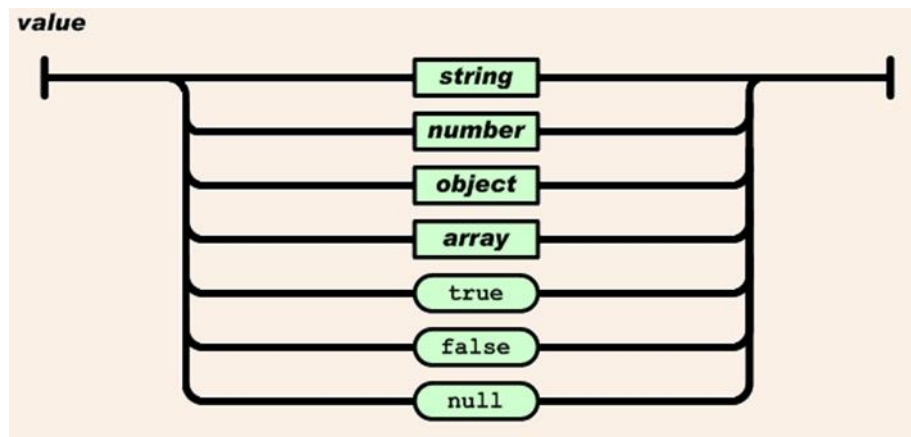 value
string
number
object
array
true
false
null